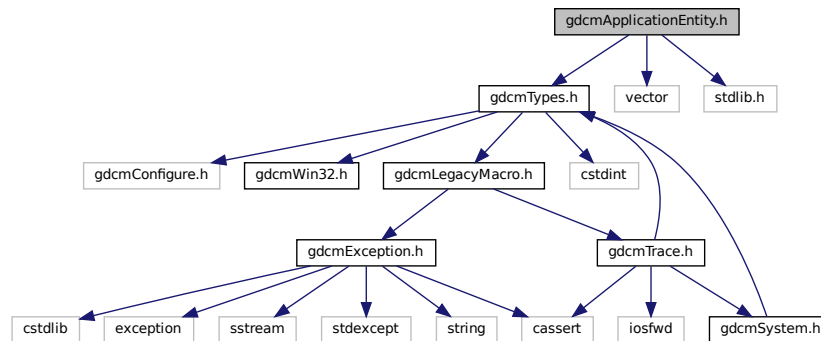 gdcmApplicationEntity.h
gdcmTypes.h
vector
stdlib.h
gdcmConfigure.h
gdcmWin32.h
gdcmLegacyMacro.h
cstdint
gdcmException.h
gdcmTrace.h
cstdlib
exception
sstream
stdexcept
string
cassert
iosfwd
gdcmSystem.h